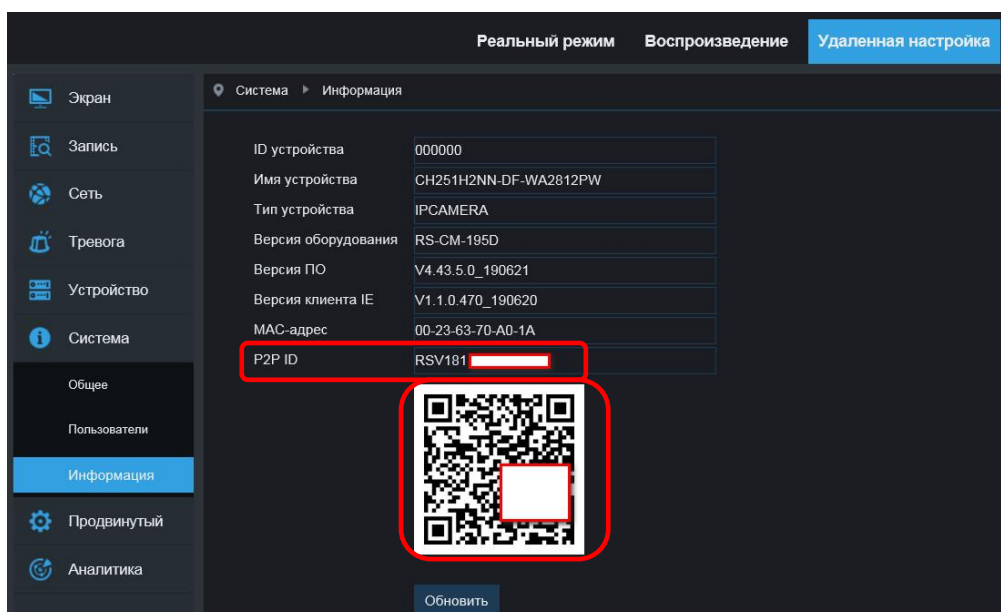 Реальный режим Воспроизведение Удаленная настройка
Экран
Запись
Сеть
Тревога
Устройство
Система
Общее
Пользователи
Информация
Продвинутый
Аналитика
Система Информация
ID устройства 000000
Имя устройства CH251H2NN-DF-WA2812PW
Тип устройства IPCAMERA
Версия оборудования RS-CM-195D
Версия ПО V4.43.5.0_190621
Версия клиента IE V1.1.0.470_190620
MAC-адрес 00-23-63-70-A0-1A
P2P ID RSV181
Обновить